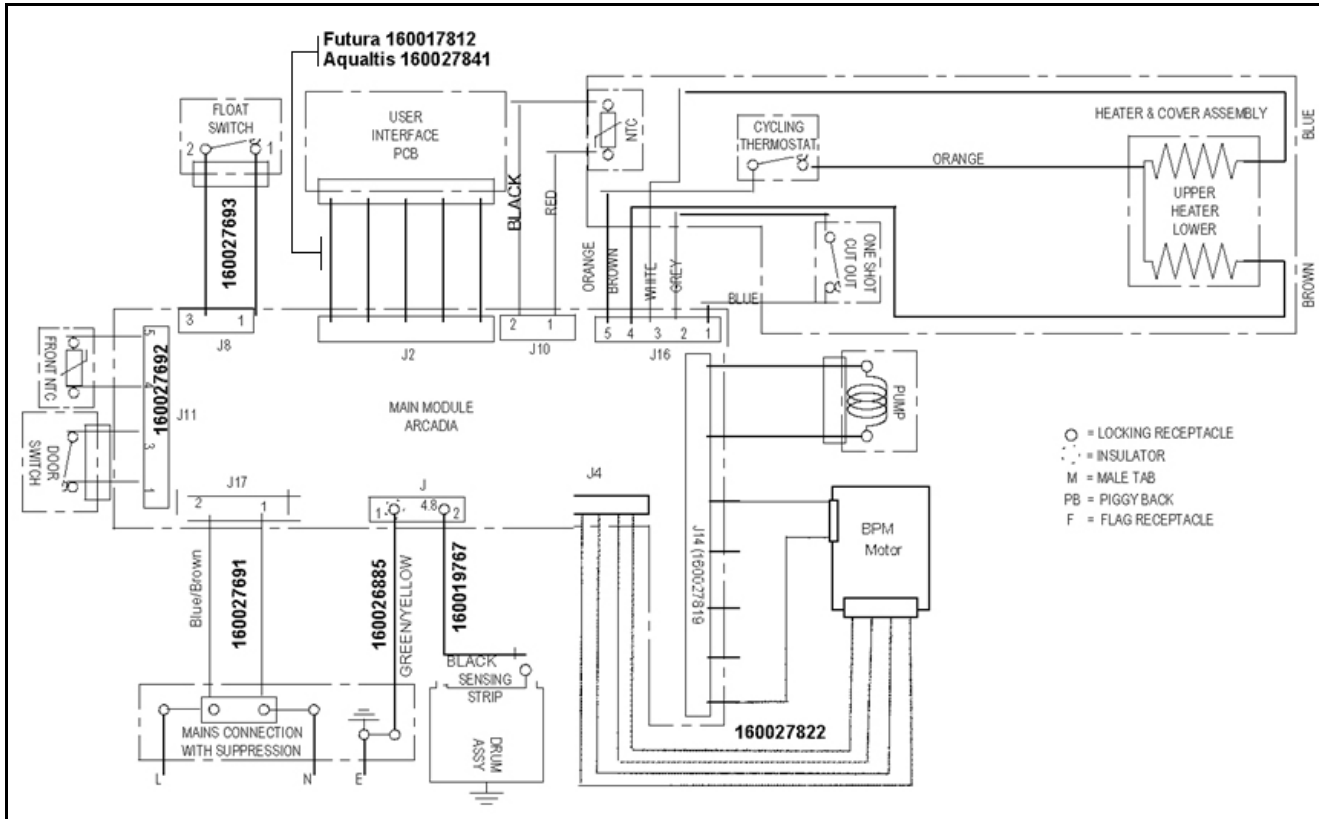 Futura 160017812
Aqualtis 160027841
FLOAT
SWITCH
2
1
160027693
USER
INTERFACE
PCB
BLACK
RED
NTC
CYCLING
THERMOSTAT
ORANGE
HEATER & COVER ASSEMBLY
BLUE
UPPER
HEATER
LOWER
BROWN
ORANGE
BROWN
WHITE
GREY
BLUE
ONE SHOT
CUT OUT
3
1
J8
J2
2
1
J10
5
4
3
2
1
J16
FRONT NTC
DOOR
SWITCH
5
4
3
1
160027692
J11
MAIN MODULE
ARCADIA
PUMP
= LOCKING RECEPTACLE
= INSULATOR
M = MALE TAB
PB = PIGGY BACK
F = FLAG RECEPTACLE
J17
2
1
J
1
4.8
2
J4
J14 (160027819
BPM
Motor
Blue/Brown
160027691
160026885
GREEN/YELLOW
160019767
BLACK
SENSING
STRIP
DRUM
ASSY
MAINS CONNECTION
WITH SUPPRESSION
L
N
E
160027822